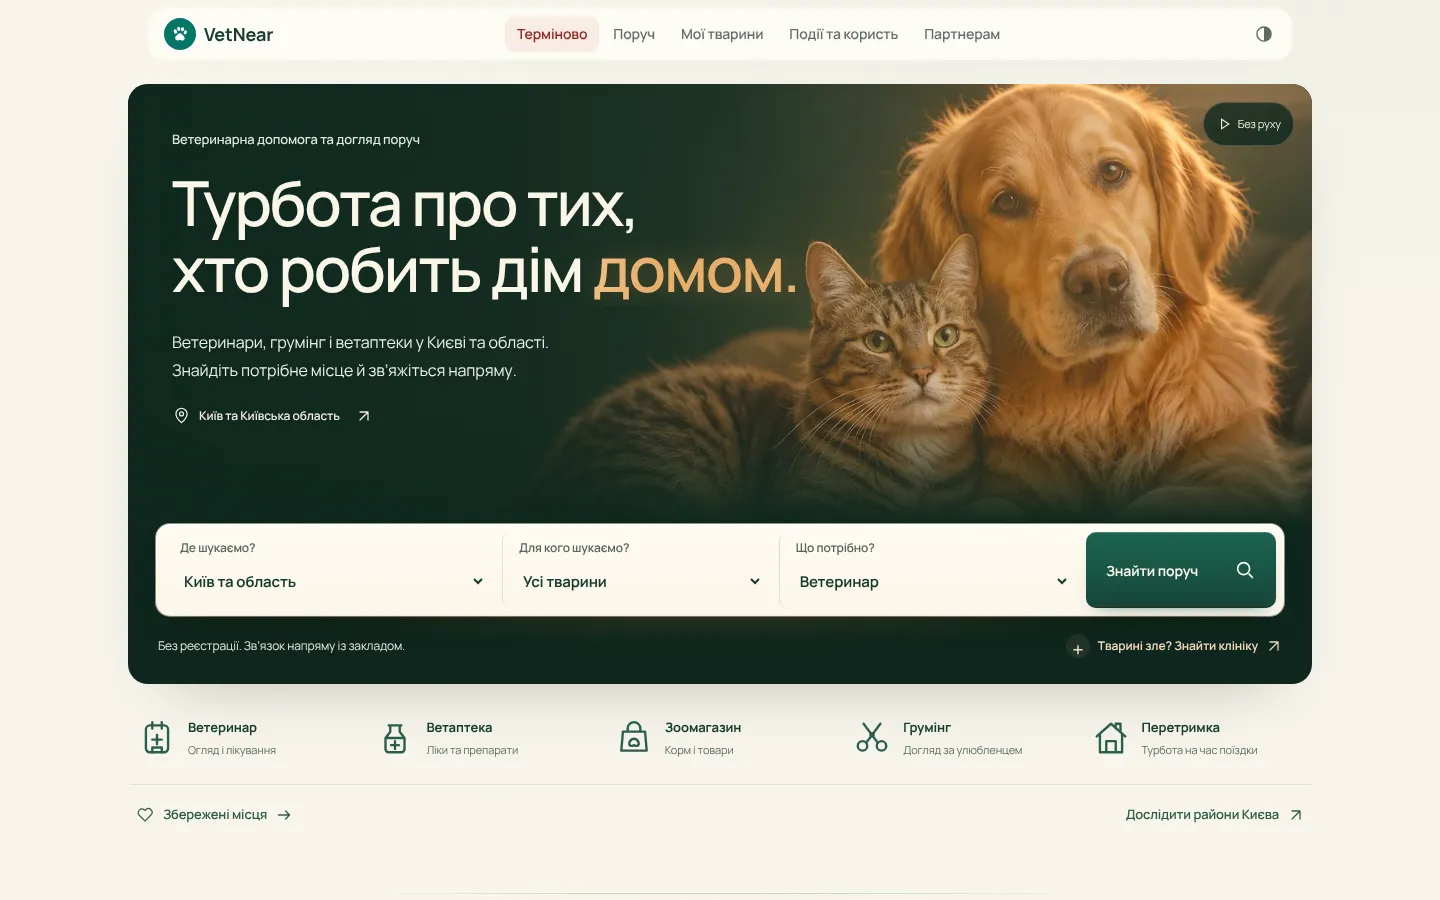 VetNear
Терміново
Поруч
Мої тварини
Події та користь
Партнерам
Без руху
Ветеринарна допомога та догляд поруч
Турбота про тих,
хто робить дім домом.
Ветеринари, грумінг і ветаптеки у Києві та області.
Знайдіть потрібне місце й зв'яжіться напряму.
Київ та Київська область
Де шукаємо?
Київ та область
Для кого шукаємо?
Усі тварини
Що потрібно?
Ветеринар
Знайти поруч
Без реєстрації. Зв'язок напряму із закладом.
Тварині зле? Знайти клініку
Ветеринар
Огляд і лікування
Ветаптека
Ліки та препарати
Зоомагазин
Корм і товари
Грумінг
Догляд за улюбленцем
Перетримка
Турбота на час поїздки
Збережені місця
Дослідити райони Києва